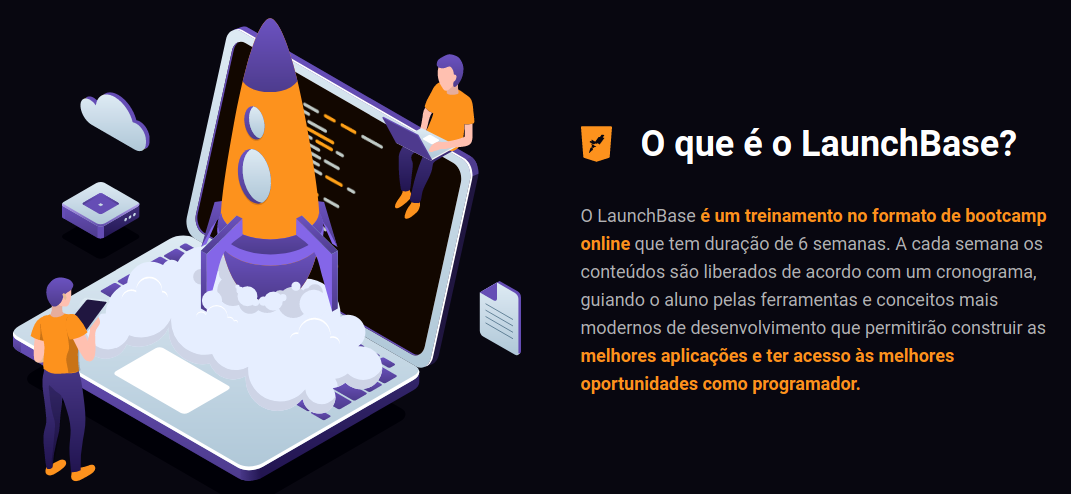 O que é o LaunchBase?
O LaunchBase é um treinamento no formato de bootcamp
online que tem duração de 6 semanas. A cada semana os
conteúdos são liberados de acordo com um cronograma,
guiando o aluno pelas ferramentas e conceitos mais
modernos de desenvolvimento que permitirão construir as
melhores aplicações e ter acesso às melhores
oportunidades como programador.